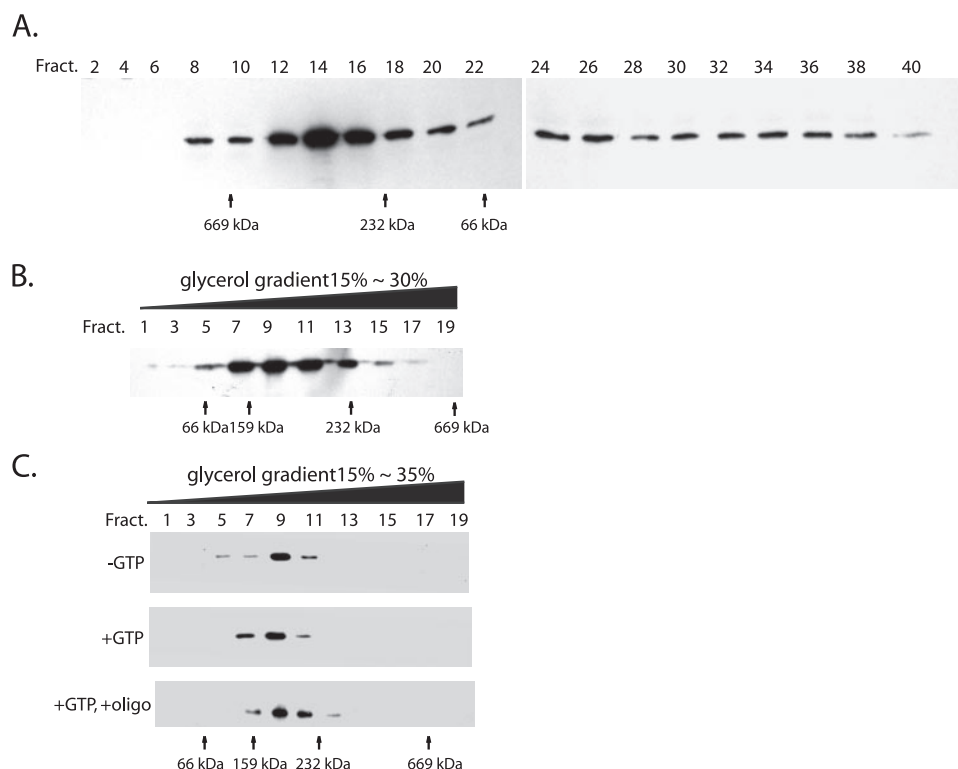 A.
Fract. 2 4 6 8 10 12 14 16 18 20 22 24 26 28 30 32 34 36 38 40
669 kDa 232 kDa 66 kDa
B.
glycerol gradient15% ~ 30%
Fract. 1 3 5 7 9 11 13 15 17 19
66 kDa159 kDa 232 kDa 669 kDa
C.
glycerol gradient15% ~ 35%
Fract. 1 3 5 7 9 11 13 15 17 19
-GTP
+GTP
+GTP, +oligo
66 kDa 159 kDa 232 kDa 669 kDa